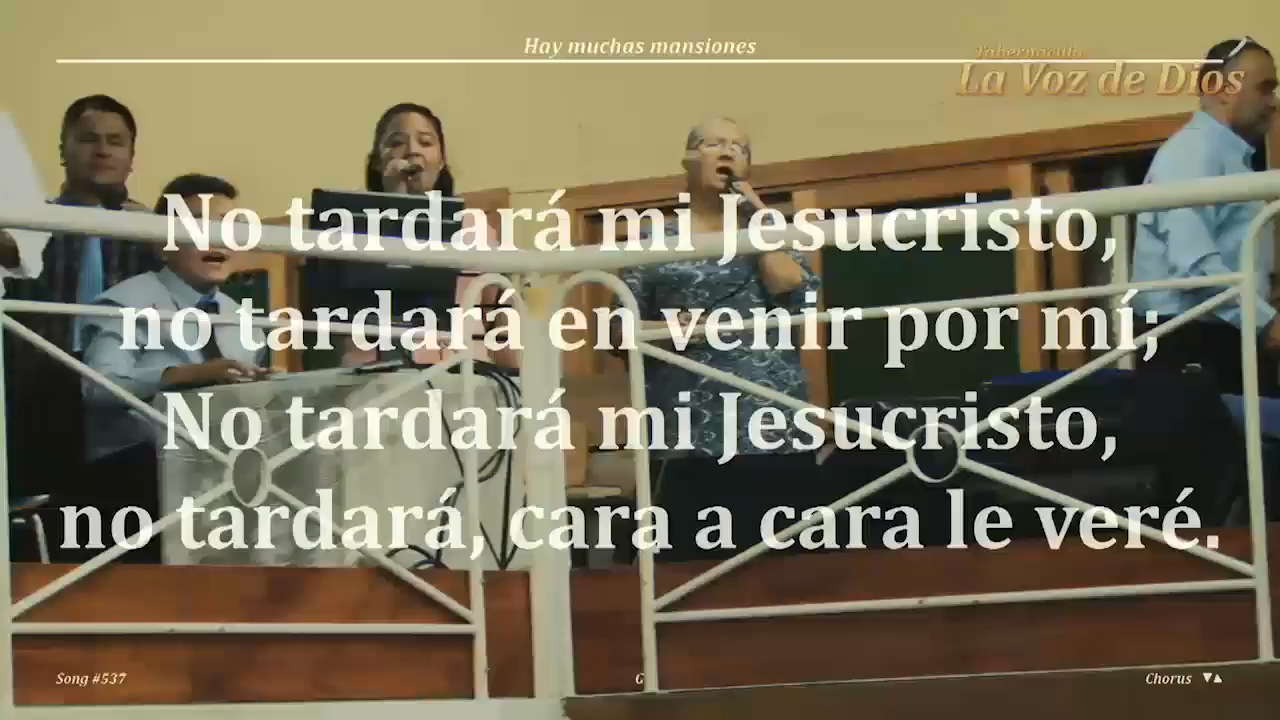 Hay muchas mansiones
Tabernáculo
La Voz de Dios
No tardará mi Jesucristo,
no tardará en venir por mí;
No tardará mi Jesucristo,
no tardará, cara a cara le veré.
Song #537
G
Chorus ▼▲